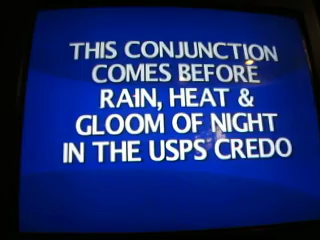 THIS CONJUNCTION
COMES BEFORE
RAIN, HEAT &
GLOOM OF NIGHT
IN THE USPS CREDO